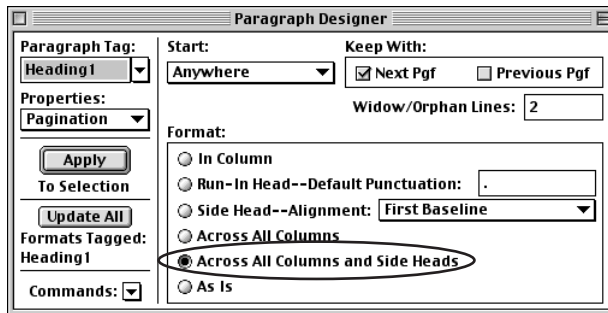 Paragraph Designer
Paragraph Tag:
Heading1
Properties:
Pagination
Apply
To Selection
Update All
Formats Tagged:
Heading1
Commands:
Start:
Anywhere
Keep With:
Next Pgf
Previous Pgf
Widow/Orphan Lines: 2
Format:
In Column
Run-In Head--Default Punctuation: .
Side Head--Alignment: First Baseline
Across All Columns
Across All Columns and Side Heads
As Is